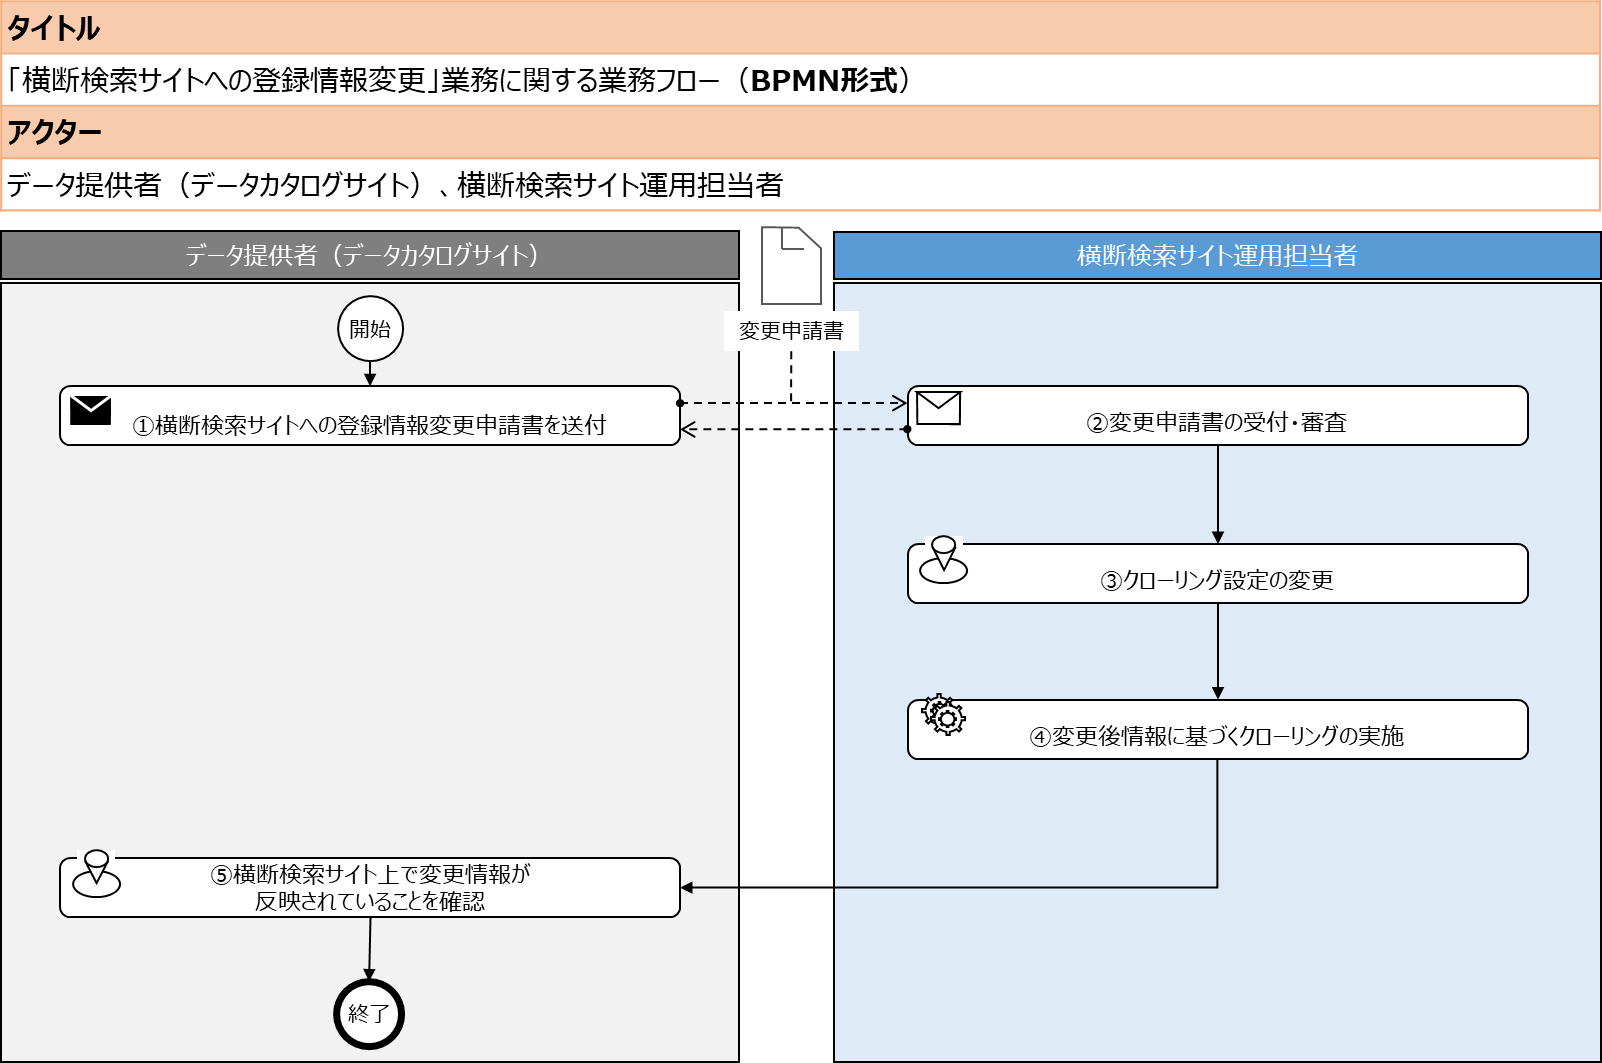 タイトル
「横断検索サイトへの登録情報変更」業務に関する業務フロー（BPMN形式）
アクター
データ提供者（データカタログサイト）、横断検索サイト運用担当者
データ提供者（データカタログサイト）
横断検索サイト運用担当者
開始
変更申請書
①横断検索サイトへの登録情報変更申請書を送付
②変更申請書の受付・審査
③クローリング設定の変更
④変更後情報に基づくクローリングの実施
⑤横断検索サイト上で変更情報が
反映されていることを確認
終了